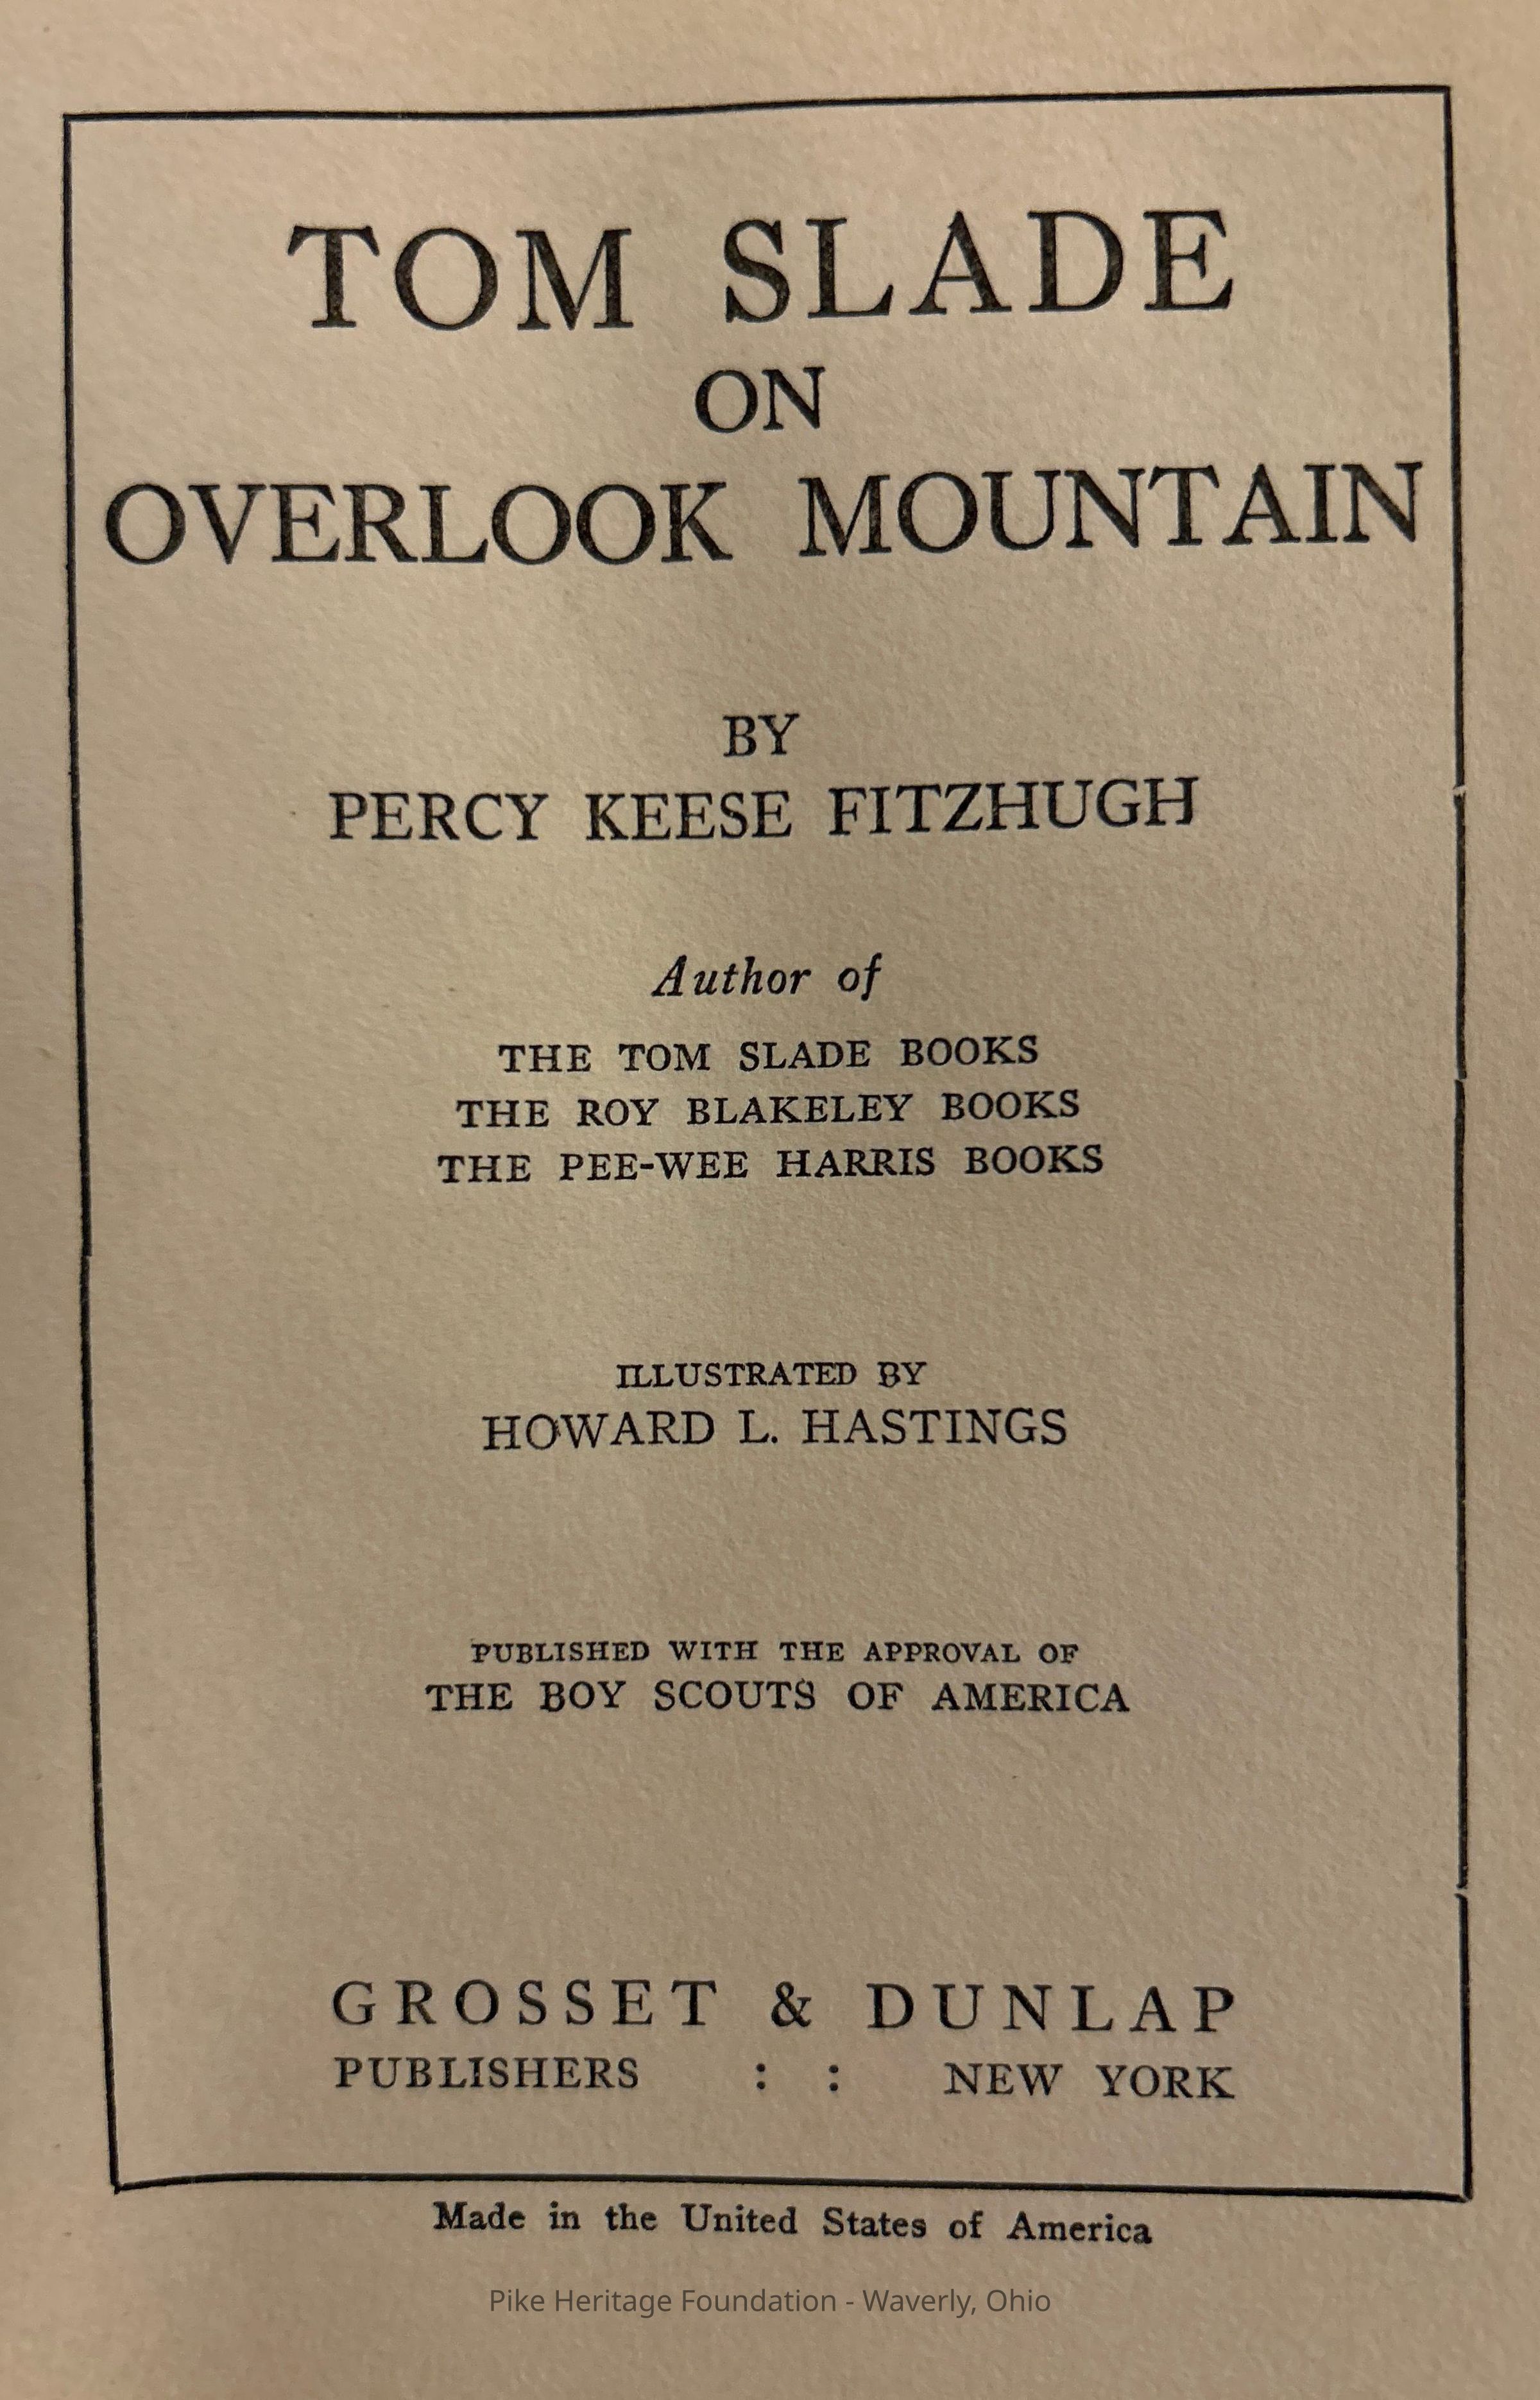 TOM SLADE
ON
OVERLOOK MOUNTAIN
BY
PERCY KEESE FITZHUGH
Author of
THE TOM SLADE BOOKS
THE ROY BLAKELEY BOOKS
THE PEE-WEE HARRIS BOOKS
ILLUSTRATED BY
HOWARD L. HASTINGS
PUBLISHED WITH THE APPROVAL OF
THE BOY SCOUTS OF AMERICA
GROSSET & DUNLAP
PUBLISHERS : : NEW YORK
Made in the United States of America
Pike Heritage Foundation - Waverly, Ohio